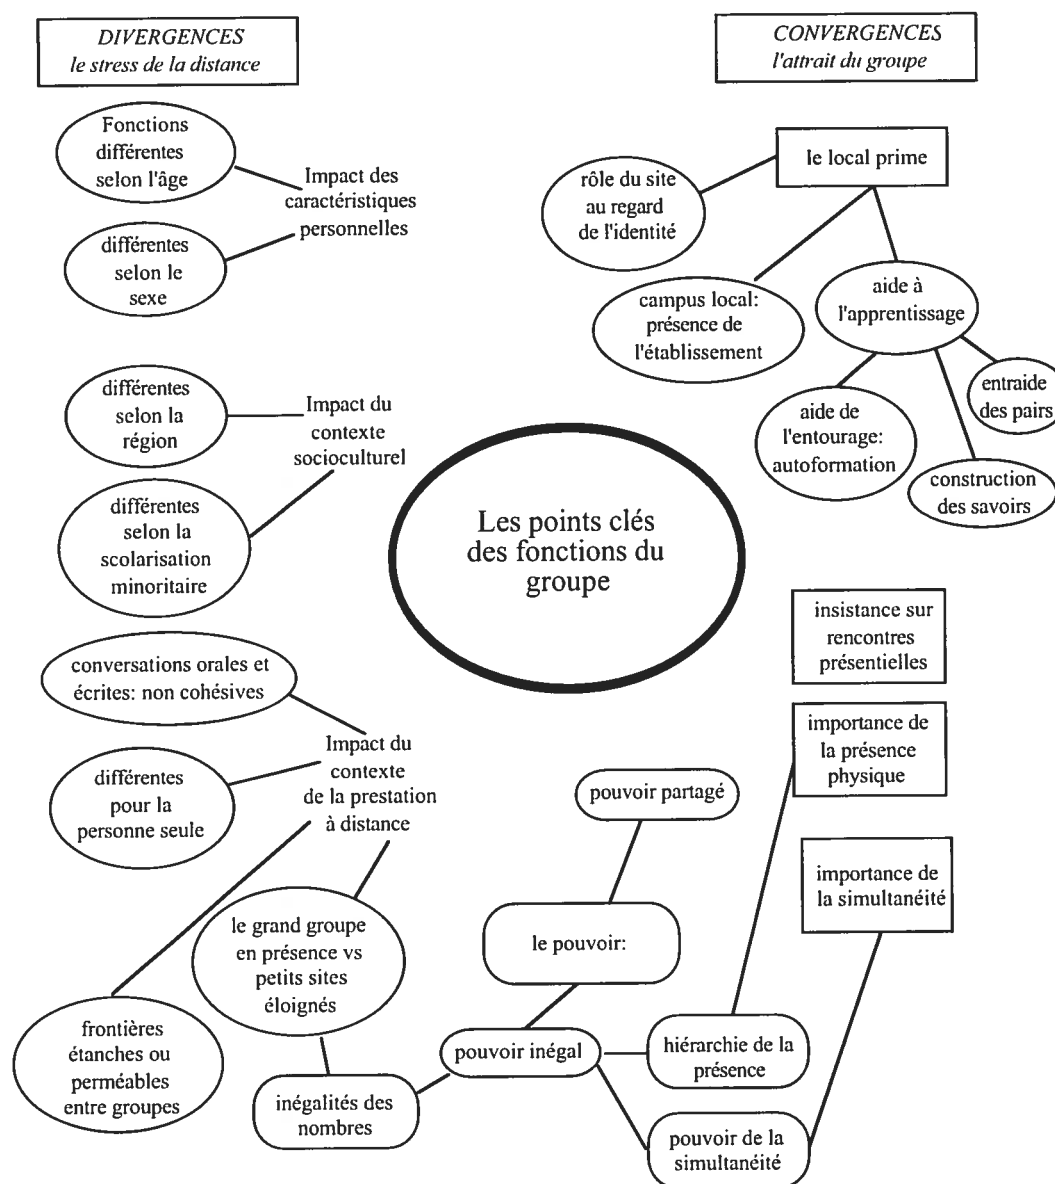 DIVERGENCES
le stress de la distance
CONVERGENCES
l'attrait du groupe
Fonctions
différentes
selon l'âge
Impact des
caractéristiques
personnelles
différentes
selon le
sexe
différentes
selon la
région
Impact du
contexte
socioculturel
différentes
selon la
scolarisation
minoritaire
conversations orales et
écrites: non cohésives
Impact du
contexte
de la prestation
à distance
différentes
pour la
personne seule
le grand groupe
en présence vs
petits sites
éloignés
frontières
étanches ou
perméables
entre groupes
inégalités des
nombres
Les points clés
des fonctions du
groupe
le local prime
rôle du site
au regard
de l'identité
campus local:
présence de
l'établissement
aide à
l'apprentissage
entraide
des pairs
aide de
l'entourage:
autoformation
construction
des savoirs
insistance sur
rencontres
présentielles
importance de
la présence
physique
importance de
la simultanéité
pouvoir partagé
le pouvoir:
pouvoir inégal
hiérarchie de la
présence
pouvoir de la
simultanéité